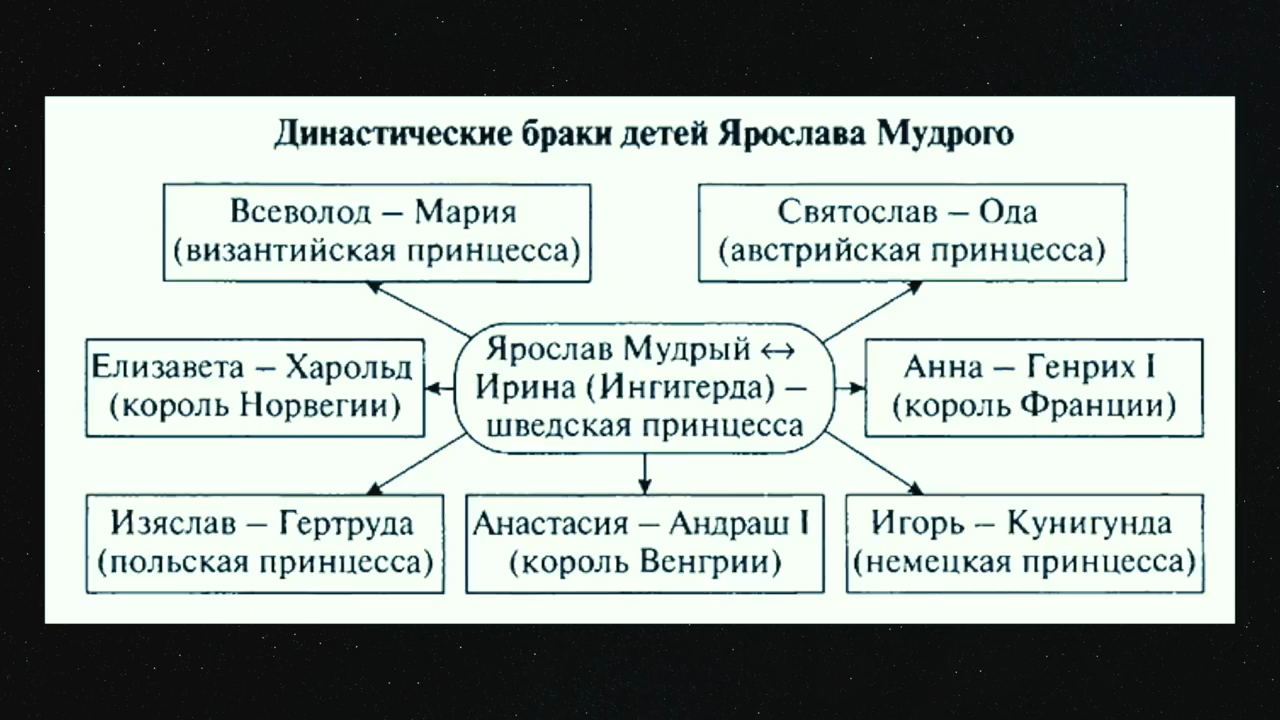 Династические браки детей Ярослава Мудрого
Всеволод – Мария
(византийская принцесса)
Святослав – Ода
(австрийская принцесса)
Елизавета – Харольд
(король Норвегии)
Ярослав Мудрый ↔
Ирина (Ингигерда) –
шведская принцесса
Анна – Генрих I
(король Франции)
Изяслав – Гертруда
(польская принцесса)
Анастасия – Андраш I
(король Венгрии)
Игорь – Кунигунда
(немецкая принцесса)